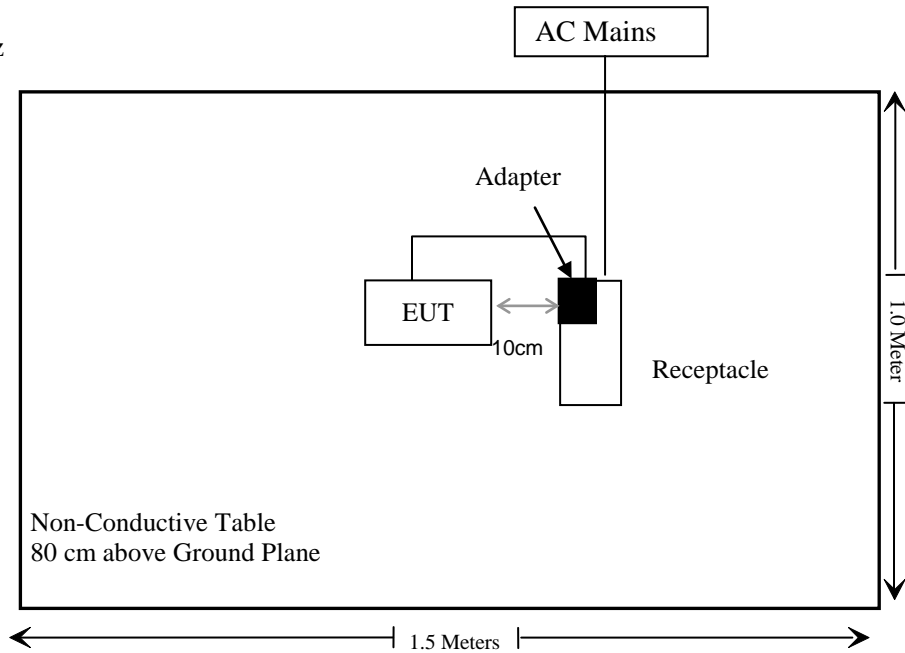 AC Mains
z
Adapter
EUT
10cm
Receptacle
1.0 Meter
Non-Conductive Table
80 cm above Ground Plane
1.5 Meters